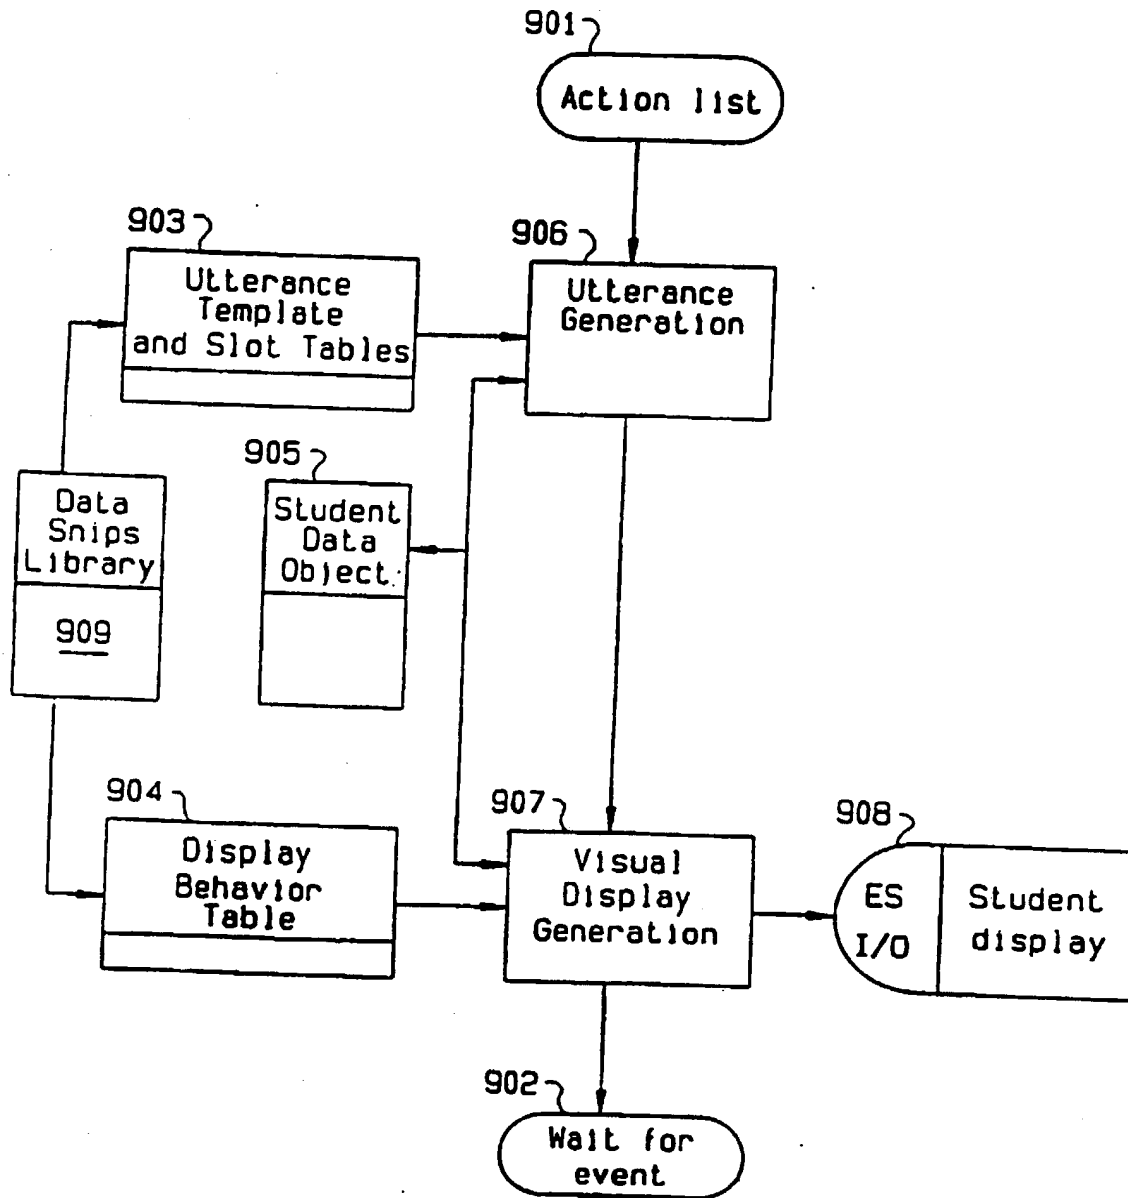 901
Action list
903
Utterance
Template
and Slot Tables
906
Utterance
Generation
905
Student
Data
Object
Data
Snips
Library
909
904
Display
Behavior
Table
907
Visual
Display
Generation
908
ES
I/O
Student
display
902
Wait for
event